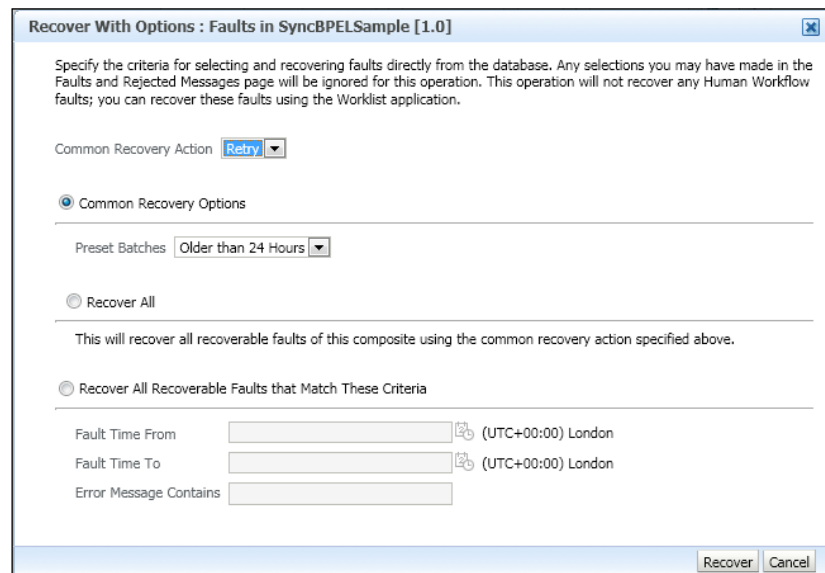 Recover With Options : Faults in SyncBPELSample [1.0]
Specify the criteria for selecting and recovering faults directly from the database. Any selections you may have made in the
Faults and Rejected Messages page will be ignored for this operation. This operation will not recover any Human Workflow
faults; you can recover these faults using the Worklist application.
Common Recovery Action Retry
Common Recovery Options
Preset Batches Older than 24 Hours
Recover All
This will recover all recoverable faults of this composite using the common recovery action specified above.
Recover All Recoverable Faults that Match These Criteria
Fault Time From (UTC+00:00) London
Fault Time To (UTC+00:00) London
Error Message Contains
Recover Cancel